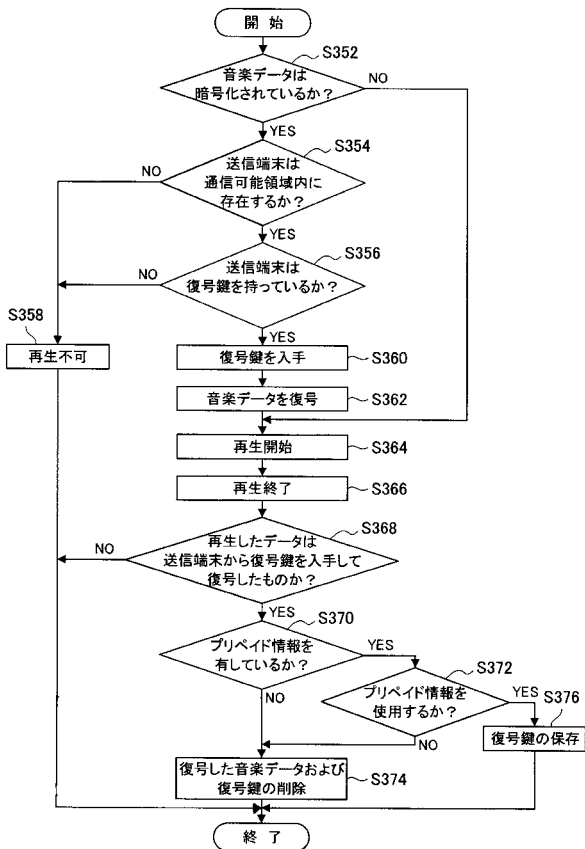 開 始
S352
音楽データは
暗号化されているか？
NO
YES
S354
送信端末は
通信可能領域内に
存在するか？
NO
YES
S356
送信端末は
復号鍵を持っているか？
NO
YES
S358
再生不可
復号鍵を入手
S360
音楽データを復号
S362
再生開始
S364
再生終了
S366
S368
再生したデータは
送信端末から復号鍵を入手して
復号したものか？
NO
YES
S370
プリペイド情報を
有しているか？
YES
NO
S372
プリペイド情報を
使用するか？
YES
NO
S376
復号鍵の保存
復号した音楽データおよび
復号鍵の削除
S374
終 了